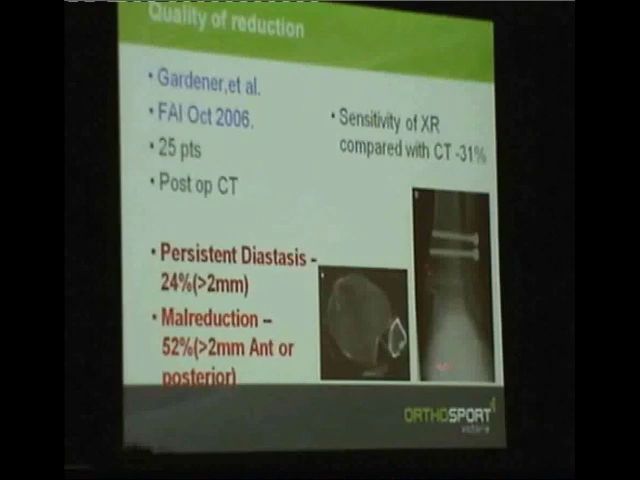 Quality of reduction
• Gardener,et al.
• FAI Oct 2006.
• 25 pts
• Post op CT
• Persistent Diastasis –
24%(>2mm)
• Malreduction –
52%(>2mm Ant or
posterior)
• Sensitivity of XR
compared with CT -31%
ORTHOSPORT
victoria